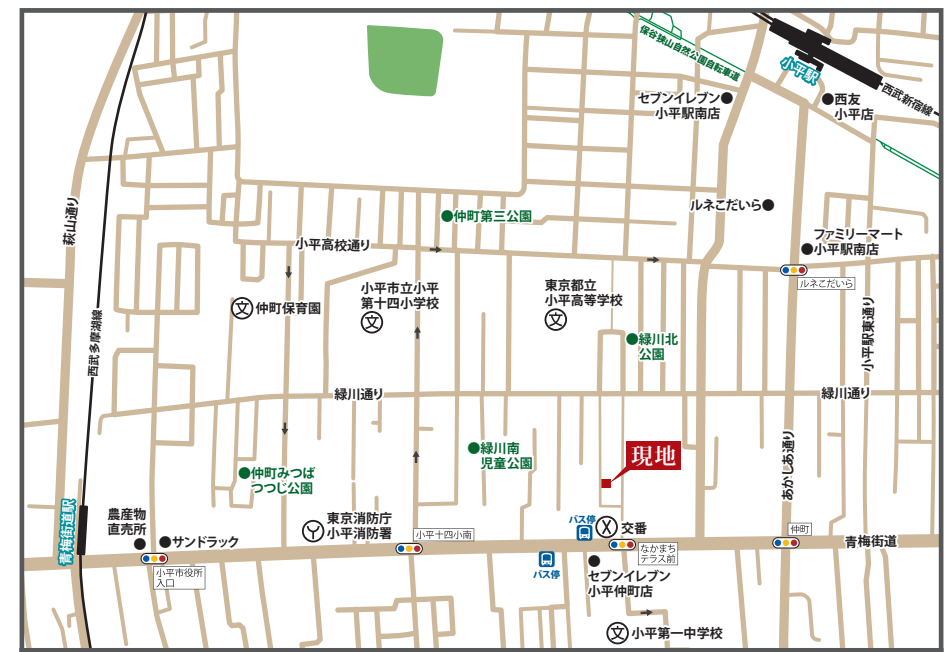 保谷狭山自然公園自転車道
小平駅
西武新宿線
セブンイレブン
小平駅南店
西友
小平店
萩山通り
仲町第三公園
ルネこだいら
ファミリーマート
小平駅南店
小平高校通り
ルネこだいら
仲町保育園
文
小平市立小平
第十四小学校
文
東京都立
小平高等学校
文
西武多摩湖線
緑川北
公園
小平駅東通り
緑川通り
緑川通り
緑川南
児童公園
現地
仲町みつば
つつじ公園
あかあ通り
青梅街道駅
農産物
直売所
サンドラック
東京消防庁
小平消防署
小平十四小南
バス停
交番
仲町
青梅街道
なかまち
テラス前
小平市役所
入口
バス停
セブンイレブン
小平仲町店
文
小平第一中学校